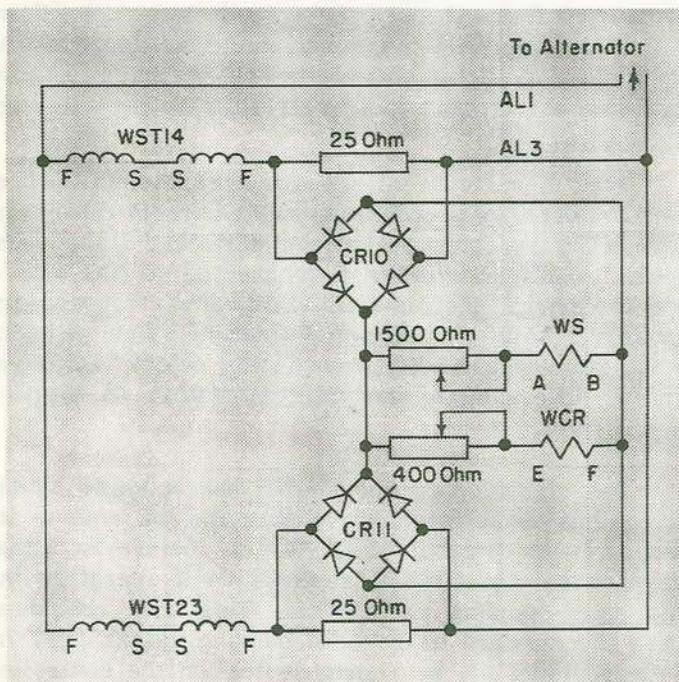 To Alternator
AL1
WST14
25 Ohm
AL3
F S S F
CR10
1500 Ohm
WS
A B
WCR
400 Ohm
E F
CR11
WST23
25 Ohm
F S S F